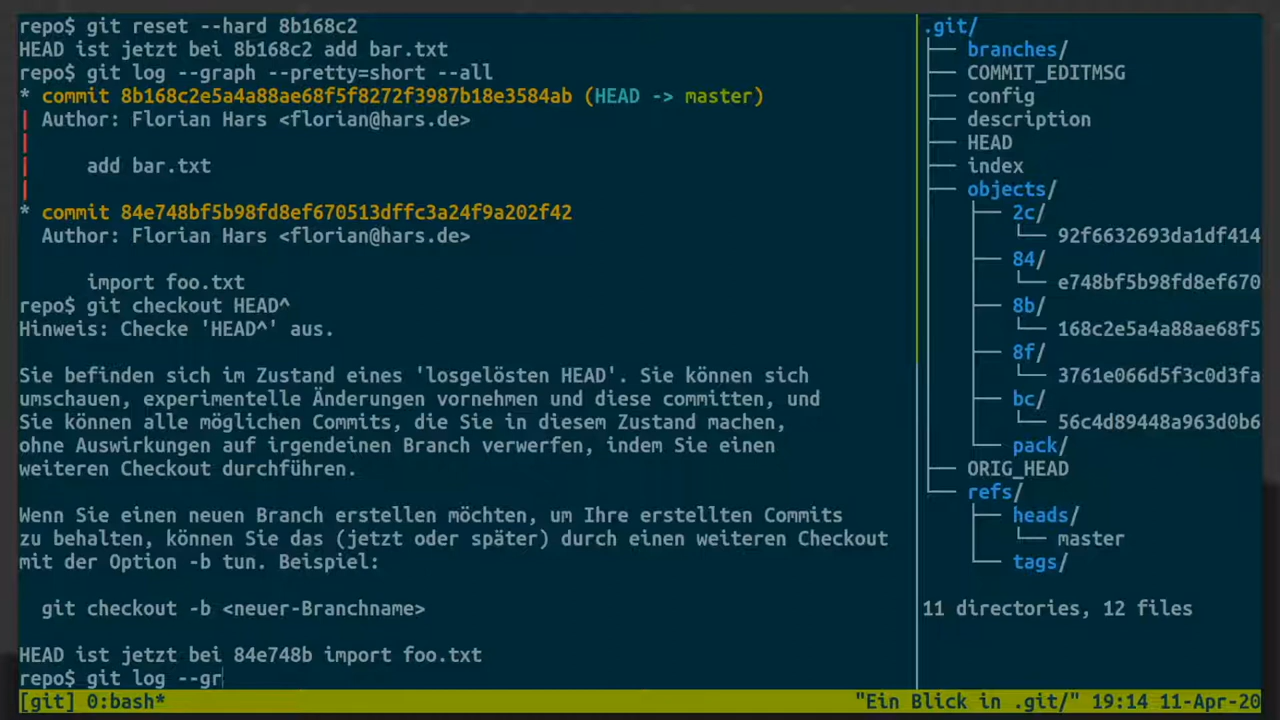 repo$ git reset --hard 8b168c2
HEAD ist jetzt bei 8b168c2 add bar.txt
repo$ git log --graph --pretty=short --all
* commit 8b168c2e5a4a88ae68f5f8272f3987b18e3584ab (HEAD -> master)
| Author: Florian Hars <florian@hars.de>
|
|     add bar.txt
|
* commit 84e748bf5b98fd8ef670513dffc3a24f9a202f42
  Author: Florian Hars <florian@hars.de>
      import foo.txt
repo$ git checkout HEAD^
Hinweis: Checke 'HEAD^' aus.
Sie befinden sich im Zustand eines 'losgelösten HEAD'. Sie können sich
umschauen, experimentelle Änderungen vornehmen und diese committen, und
Sie können alle möglichen Commits, die Sie in diesem Zustand machen,
ohne Auswirkungen auf irgendeinen Branch verwerfen, indem Sie einen
weiteren Checkout durchführen.
Wenn Sie einen neuen Branch erstellen möchten, um Ihre erstellten Commits
zu behalten, können Sie das (jetzt oder später) durch einen weiteren Checkout
mit der Option -b tun. Beispiel:
  git checkout -b <neuer-Branchname>
HEAD ist jetzt bei 84e748b import foo.txt
repo$ git log --gr
.git/
├── branches/
├── COMMIT_EDITMSG
├── config
├── description
├── HEAD
├── index
├── objects/
│   ├── 2c/
│   │   └── 92f6632693da1df414
│   ├── 84/
│   │   └── e748bf5b98fd8ef670
│   ├── 8b/
│   │   └── 168c2e5a4a88ae68f5
│   ├── 8f/
│   │   └── 3761e066d5f3c0d3fa
│   ├── bc/
│   │   └── 56c4d89448a963d0b6
│   └── pack/
├── ORIG_HEAD
└── refs/
    ├── heads/
    │   └── master
    └── tags/
11 directories, 12 files
[git] 0:bash* "Ein Blick in .git/" 19:14 11-Apr-20